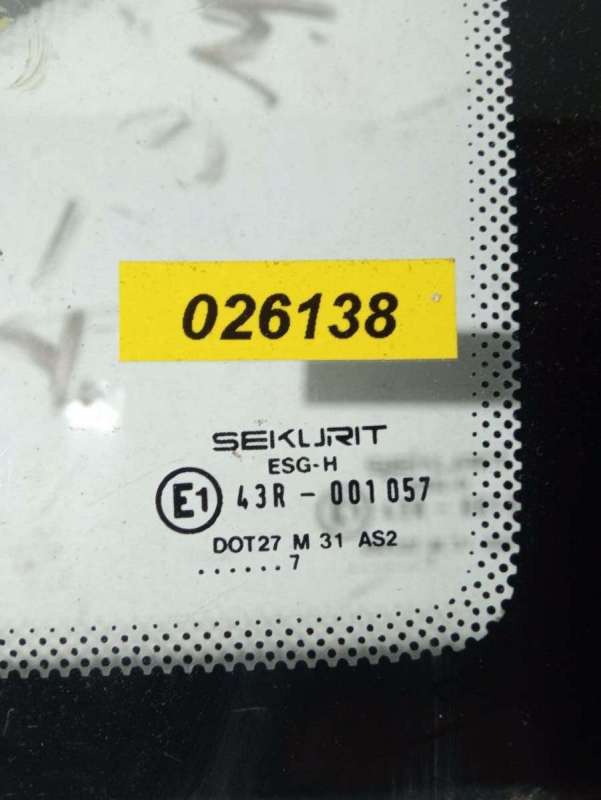 026138
SEKURIT
ESG-H
E1 43R - 001057
DOT27 M 31 AS2
......7